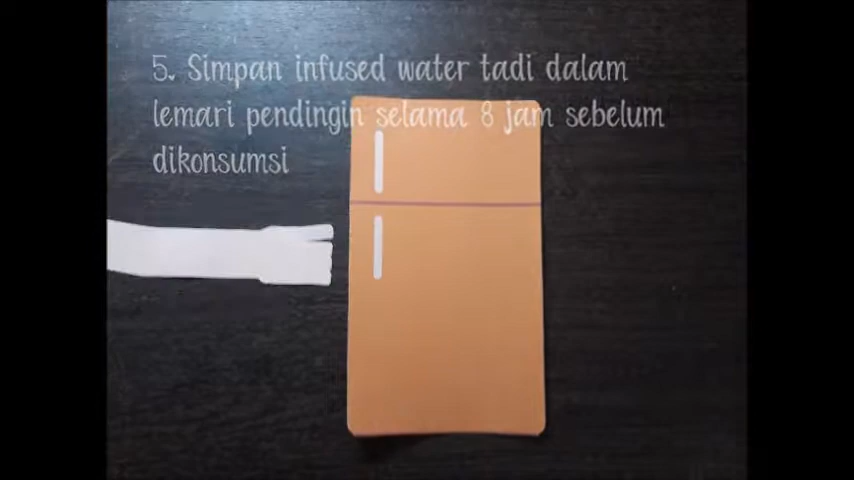 5. Simpan infused water tadi dalam
lemari pendingin selama 8 jam sebelum
dikonsumsi